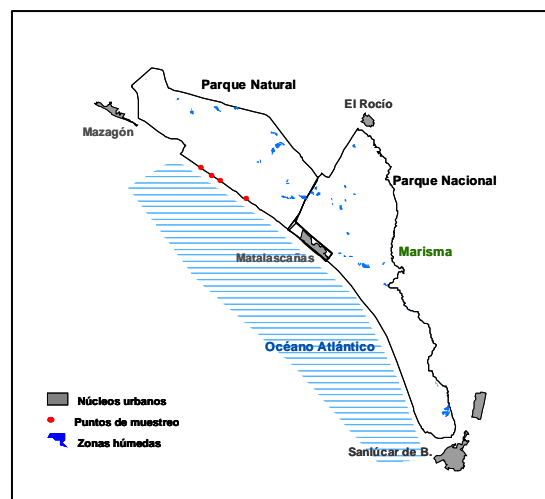 Parque Natural
El Rocío
Mazagón
Parque Nacional
Marisma
Matalascañas
Océano Atlántico
Núcleos urbanos
Puntos de muestreo
Zonas húmedas
Sanlúcar de B.